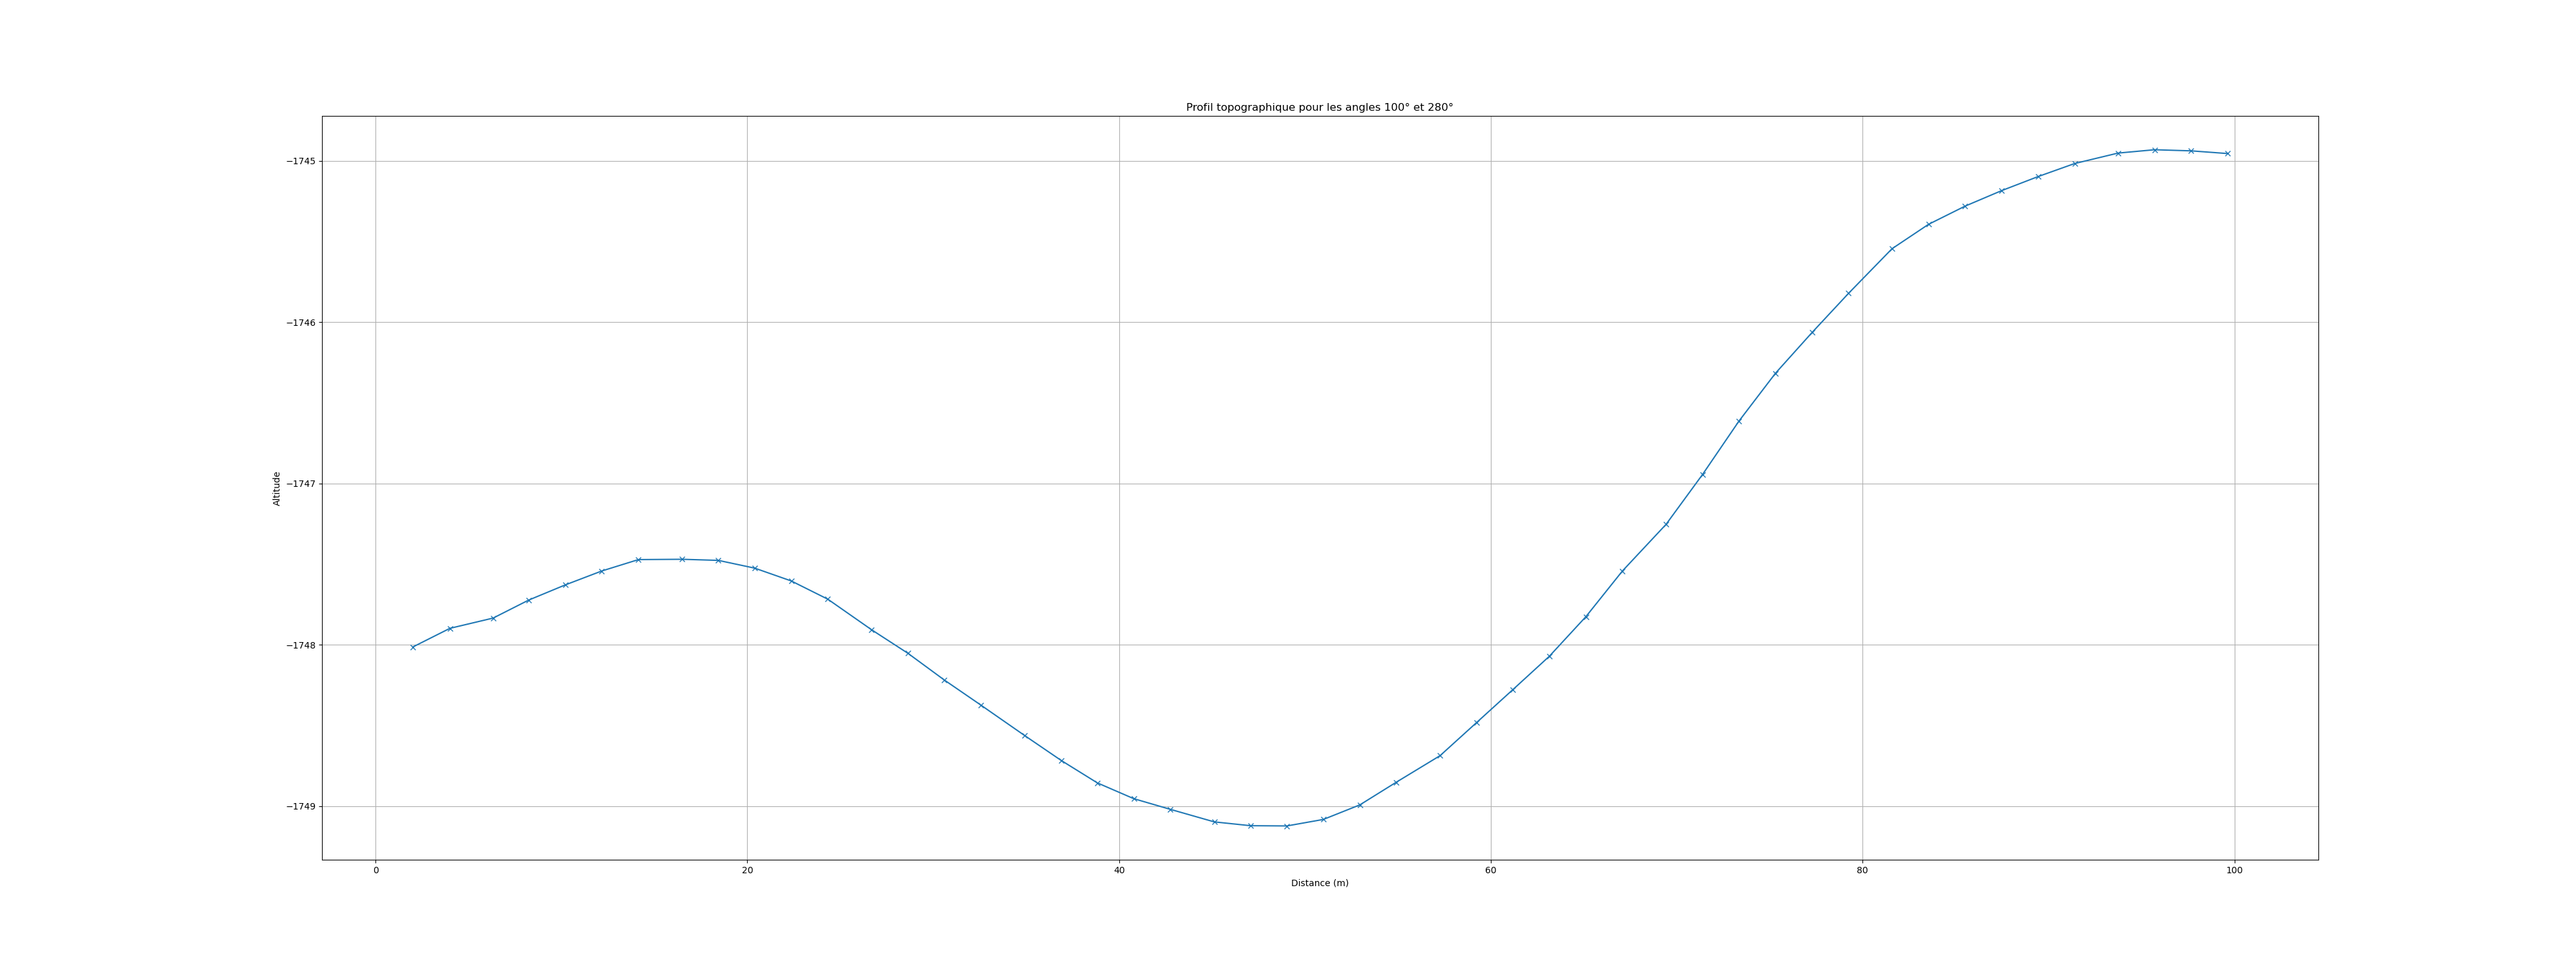 Profil topographique pour les angles 100° et 280°
Altitude
−1745
−1746
−1747
−1748
−1749
0 20 40 60 80 100
Distance (m)